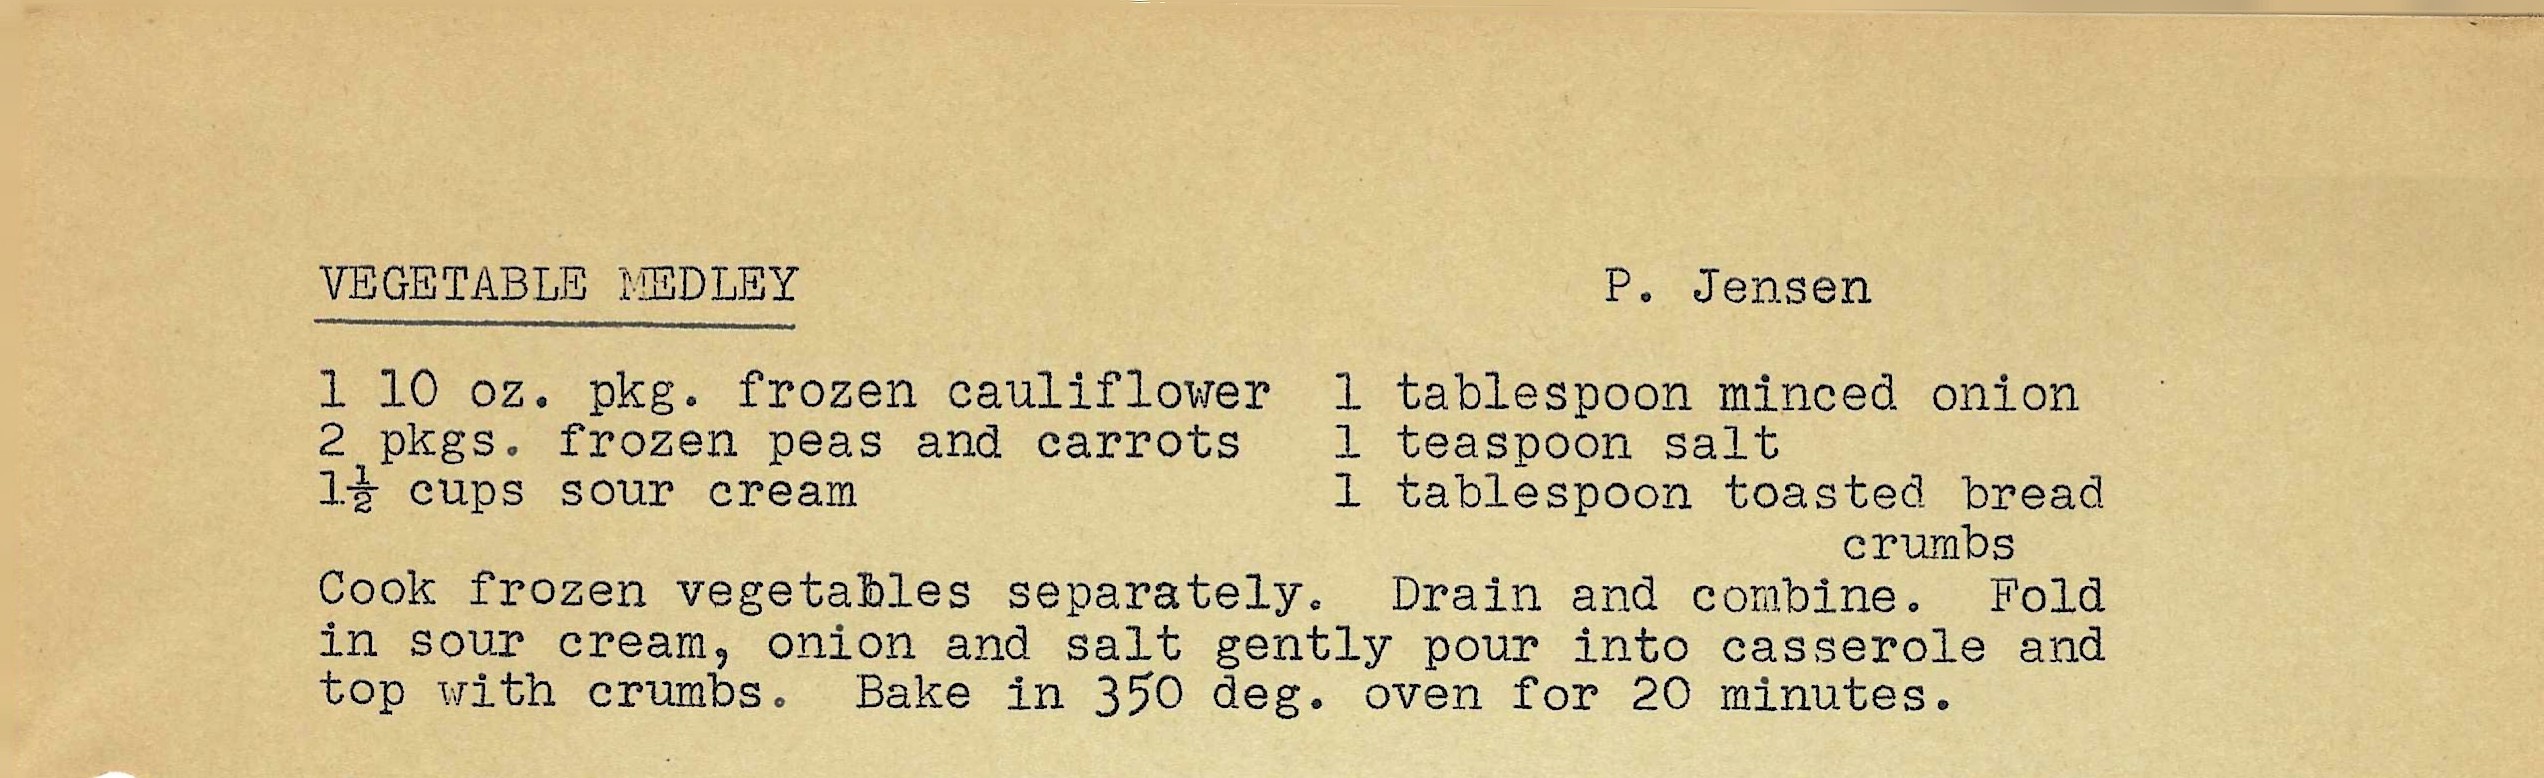 VEGETABLE MEDLEY P. Jensen
1 10 oz. pkg. frozen cauliflower 1 tablespoon minced onion
2 pkgs. frozen peas and carrots 1 teaspoon salt
1½ cups sour cream 1 tablespoon toasted bread
crumbs
Cook frozen vegetables separately. Drain and combine. Fold
in sour cream, onion and salt gently pour into casserole and
top with crumbs. Bake in 350 deg. oven for 20 minutes.